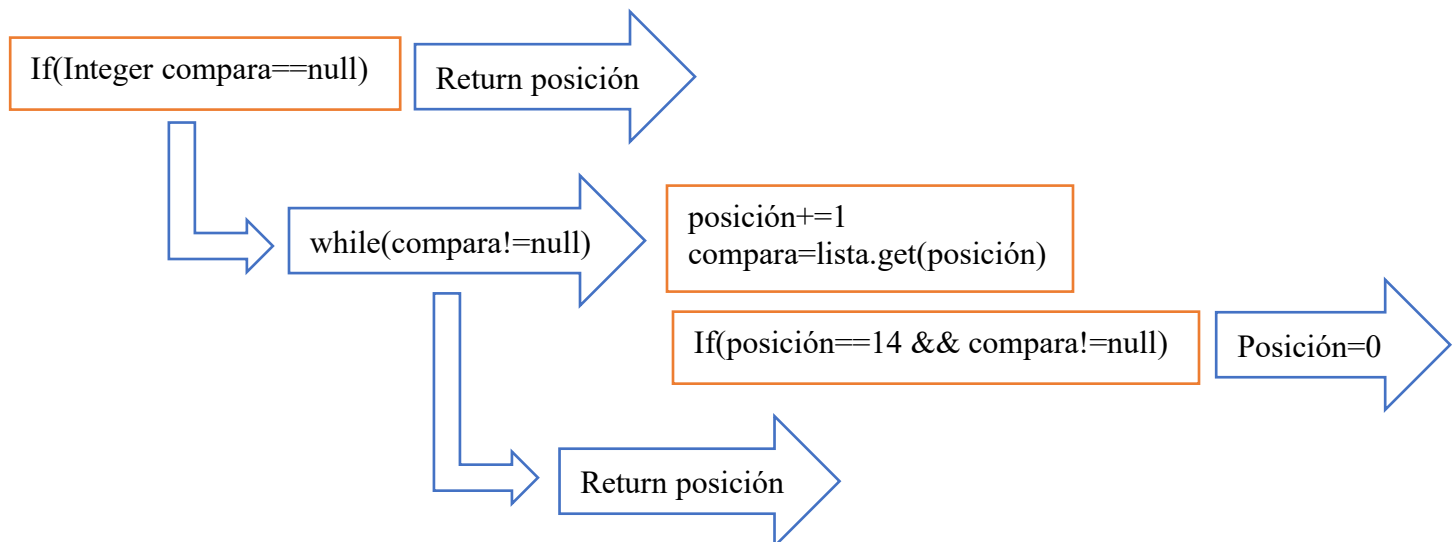 If(Integer compara==null)
Return posición
while(compara!=null)
posición+=1
compara=lista.get(posición)
If(posición==14 && compara!=null)
Posición=0
Return posición